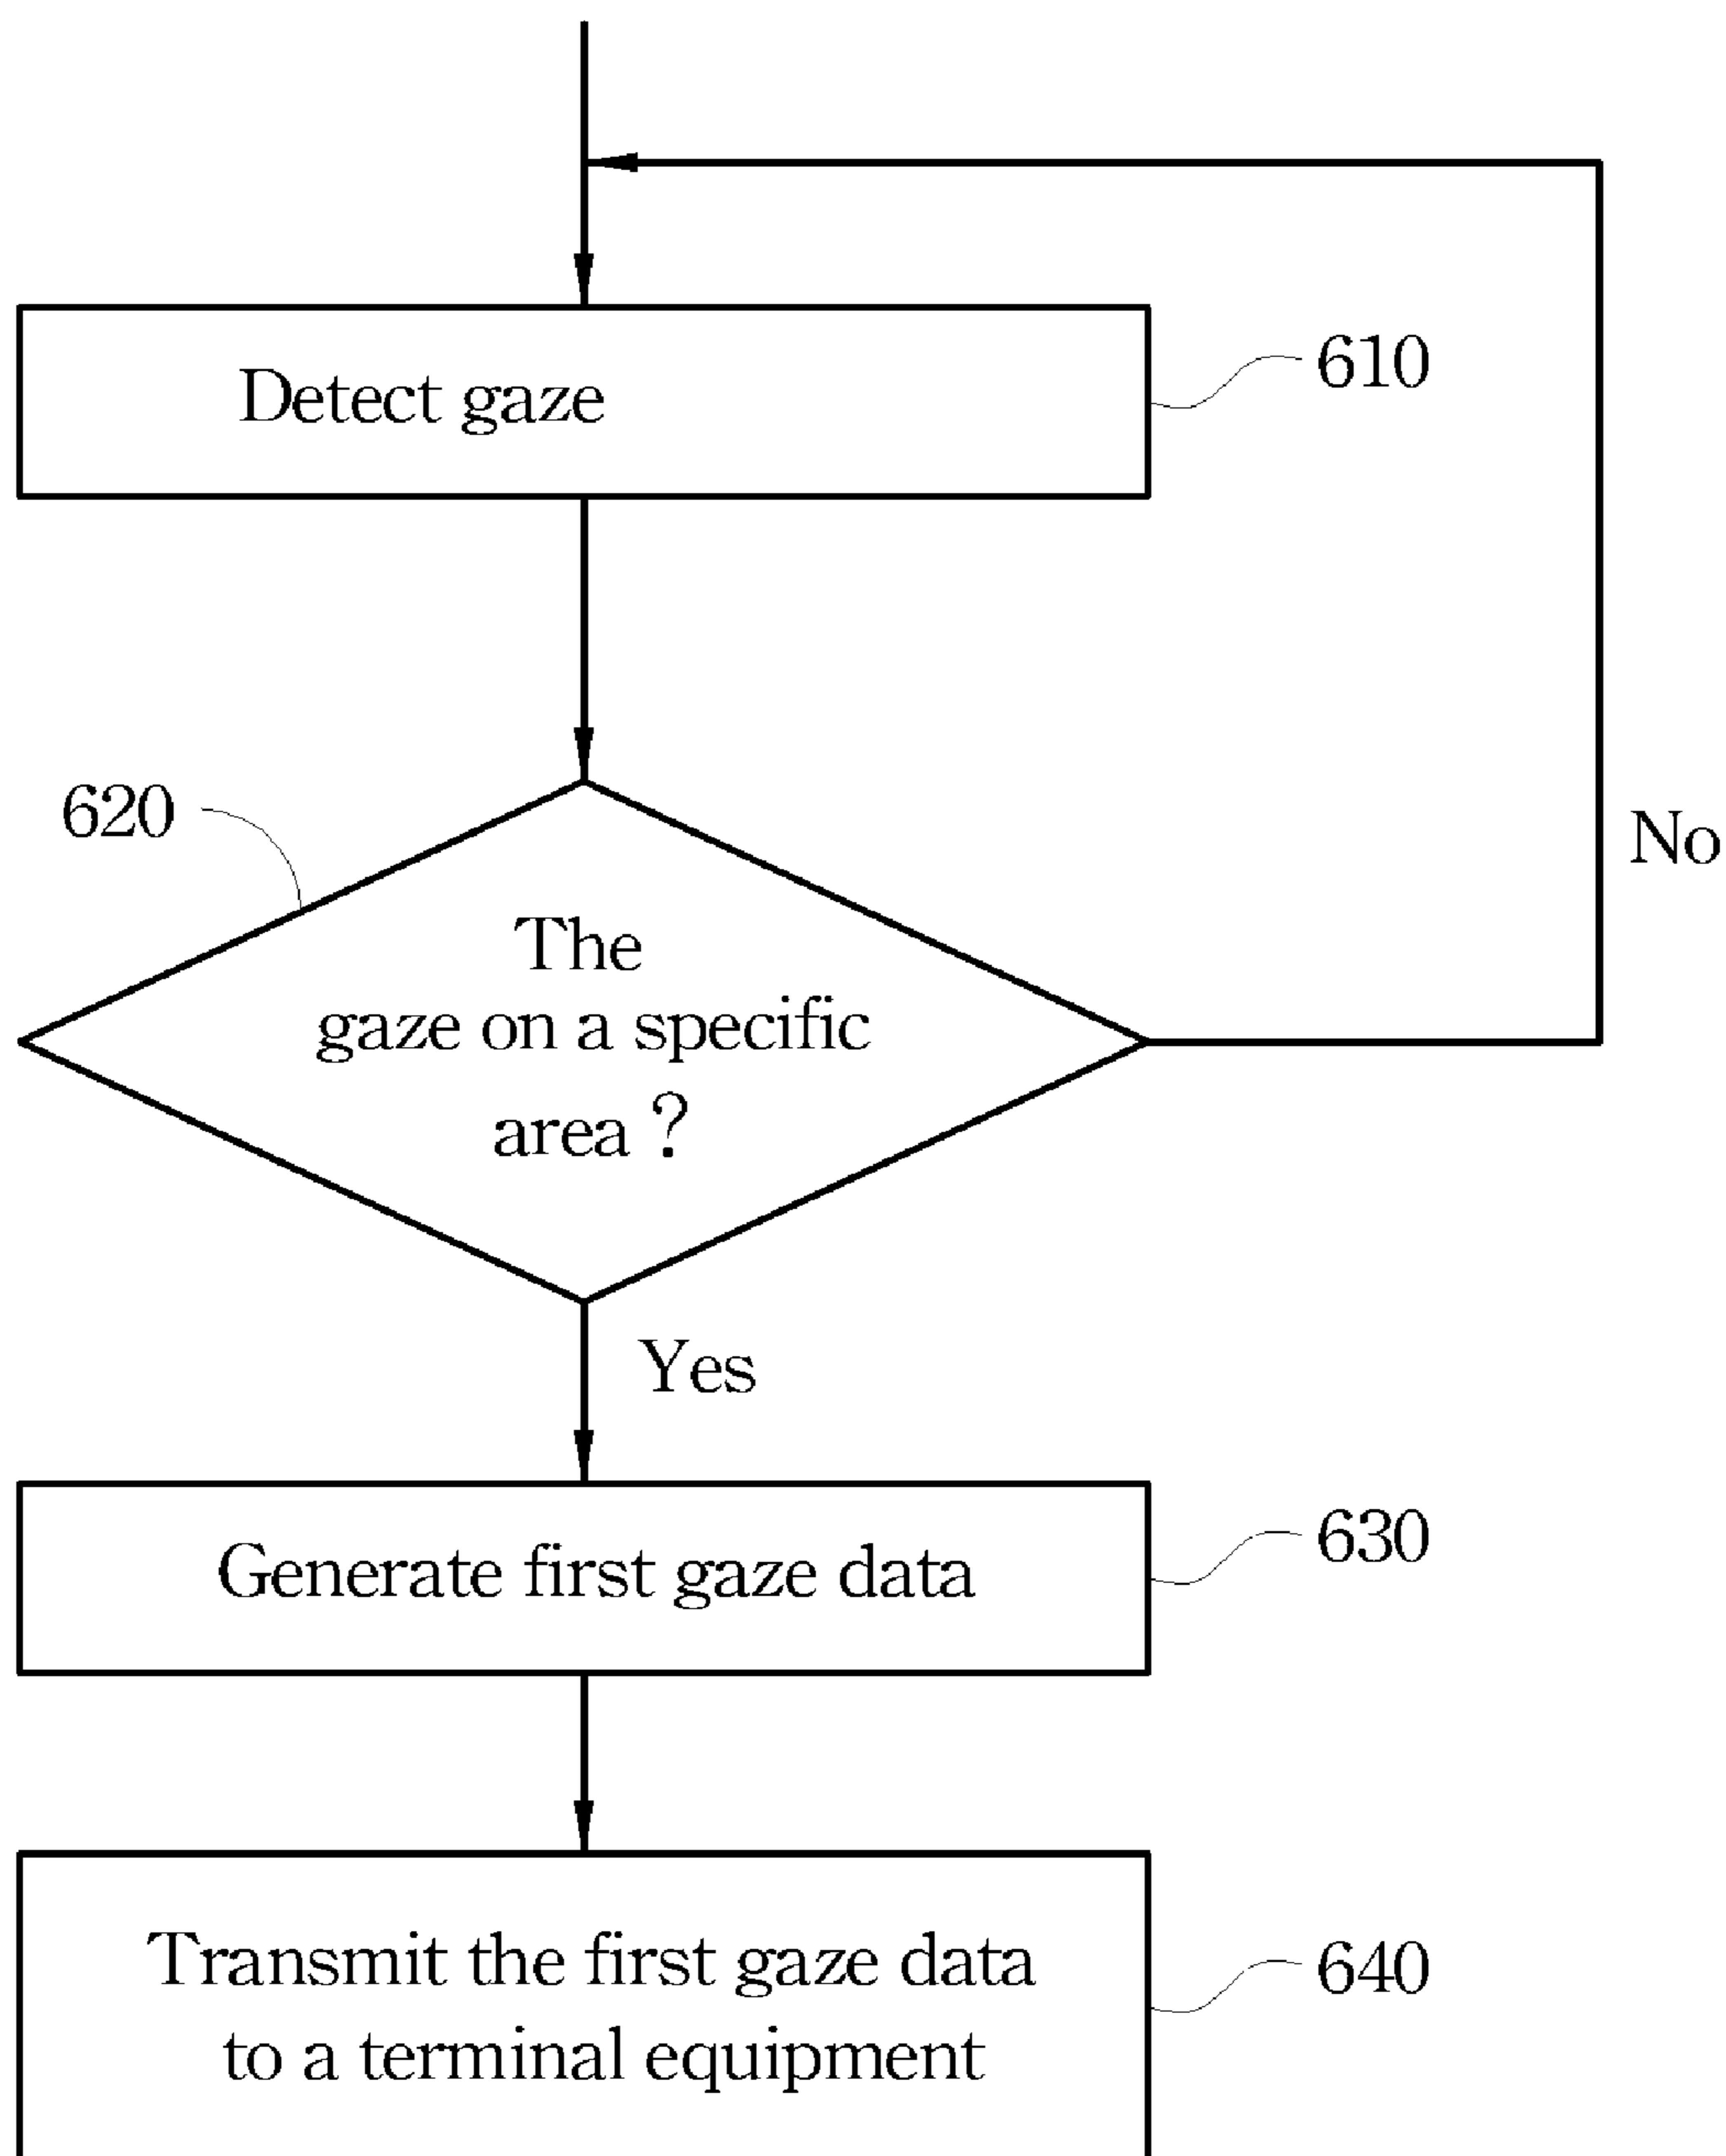 Detect gaze
610
620
No
The
gaze on a specific
area ?
Yes
Generate first gaze data
630
Transmit the first gaze data
to a terminal equipment
640